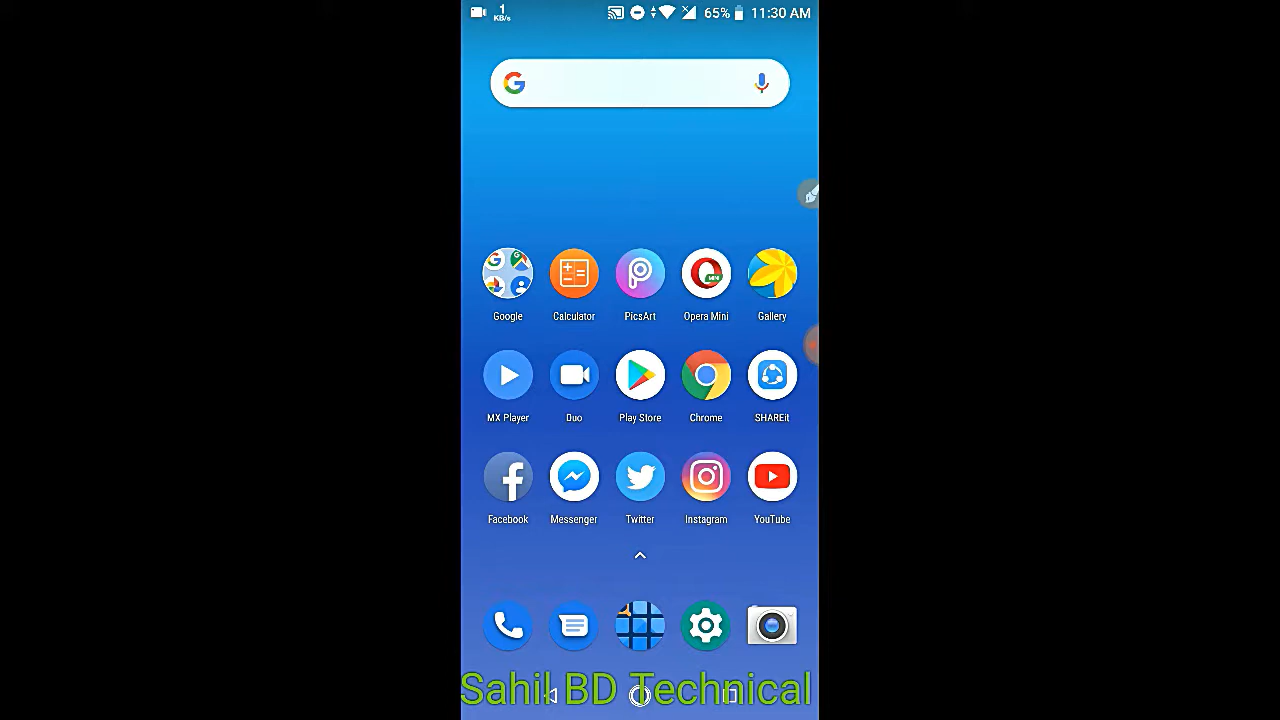 1 KB/s 65% 11:30 AM
Google Calculator PicsArt Opera Mini Gallery
MX Player Duo Play Store Chrome SHAREit
Facebook Messenger Twitter Instagram YouTube
Sahil BD Technical